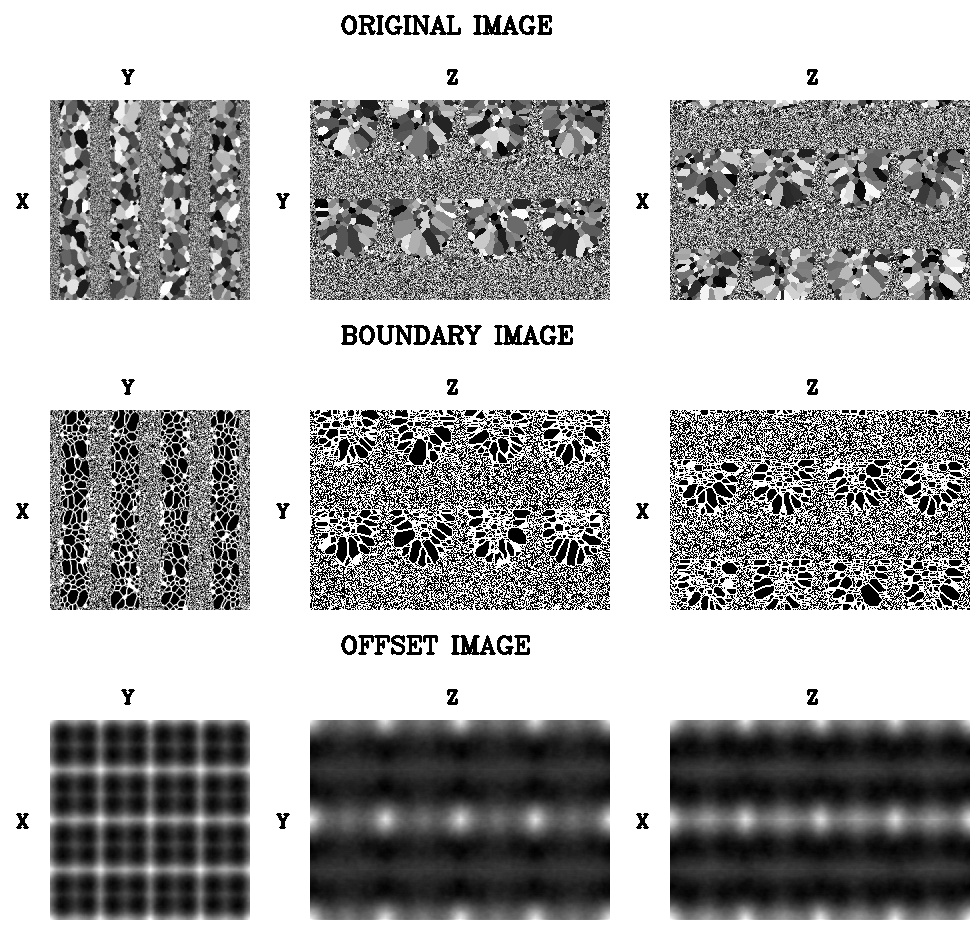 ORIGINAL IMAGE
Y Z Z
X Y X
BOUNDARY IMAGE
Y Z Z
X Y X
OFFSET IMAGE
Y Z Z
X Y X